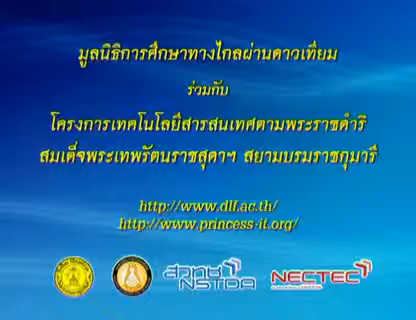 มูลนิธิการศึกษาทางไกลผ่านดาวเทียม
ร่วมกับ
โครงการเทคโนโลยีสารสนเทศตามพระราชดำริ
สมเด็จพระเทพรัตนราชสุดาฯ สยามบรมราชกุมารี
http://www.dlf.ac.th/
http://www.princess-it.org/
สวทช NECTEC
NSTDA